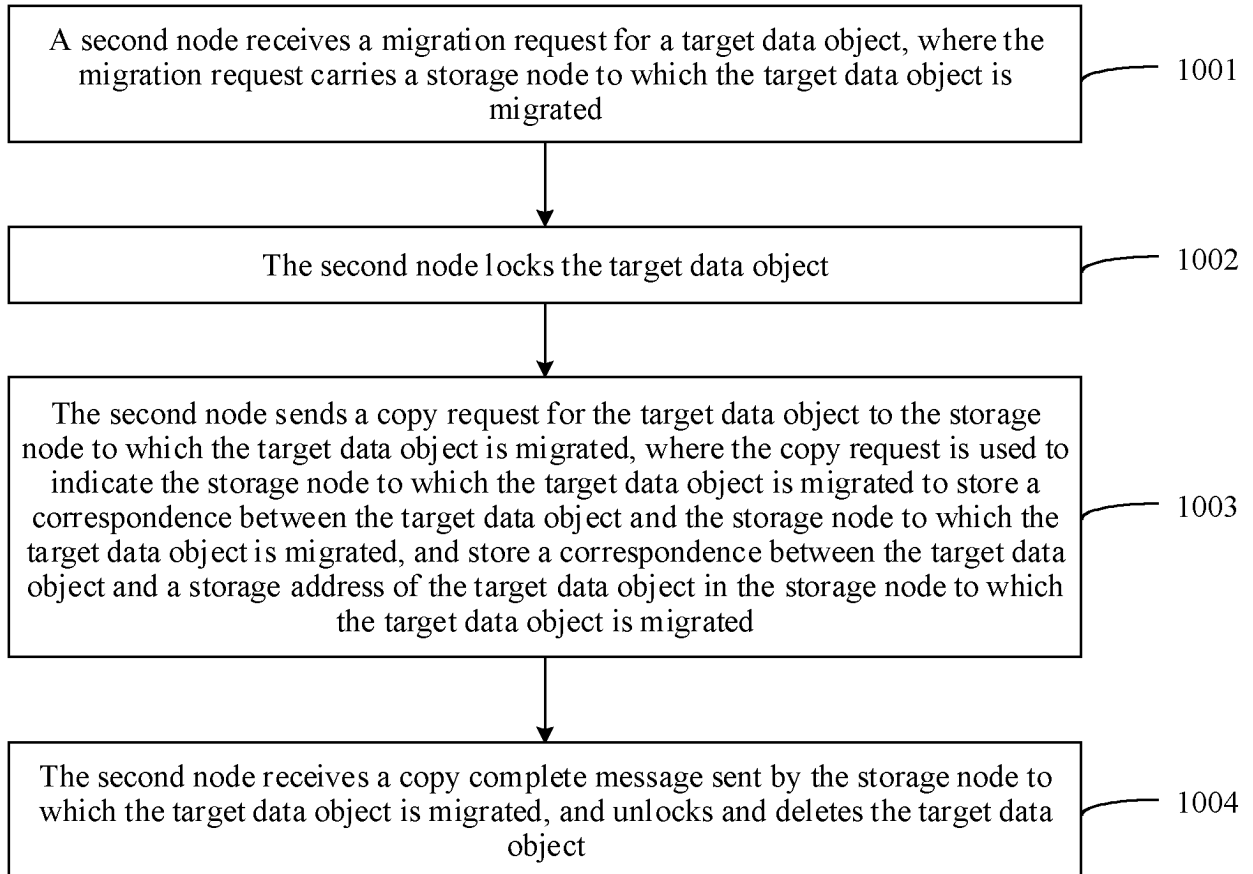 A second node receives a migration request for a target data object, where the
migration request carries a storage node to which the target data object is
migrated
1001
The second node locks the target data object
1002
The second node sends a copy request for the target data object to the storage
node to which the target data object is migrated, where the copy request is used to
indicate the storage node to which the target data object is migrated to store a
correspondence between the target data object and the storage node to which the
target data object is migrated, and store a correspondence between the target data
object and a storage address of the target data object in the storage node to which
the target data object is migrated
1003
The second node receives a copy complete message sent by the storage node to
which the target data object is migrated, and unlocks and deletes the target data
object
1004